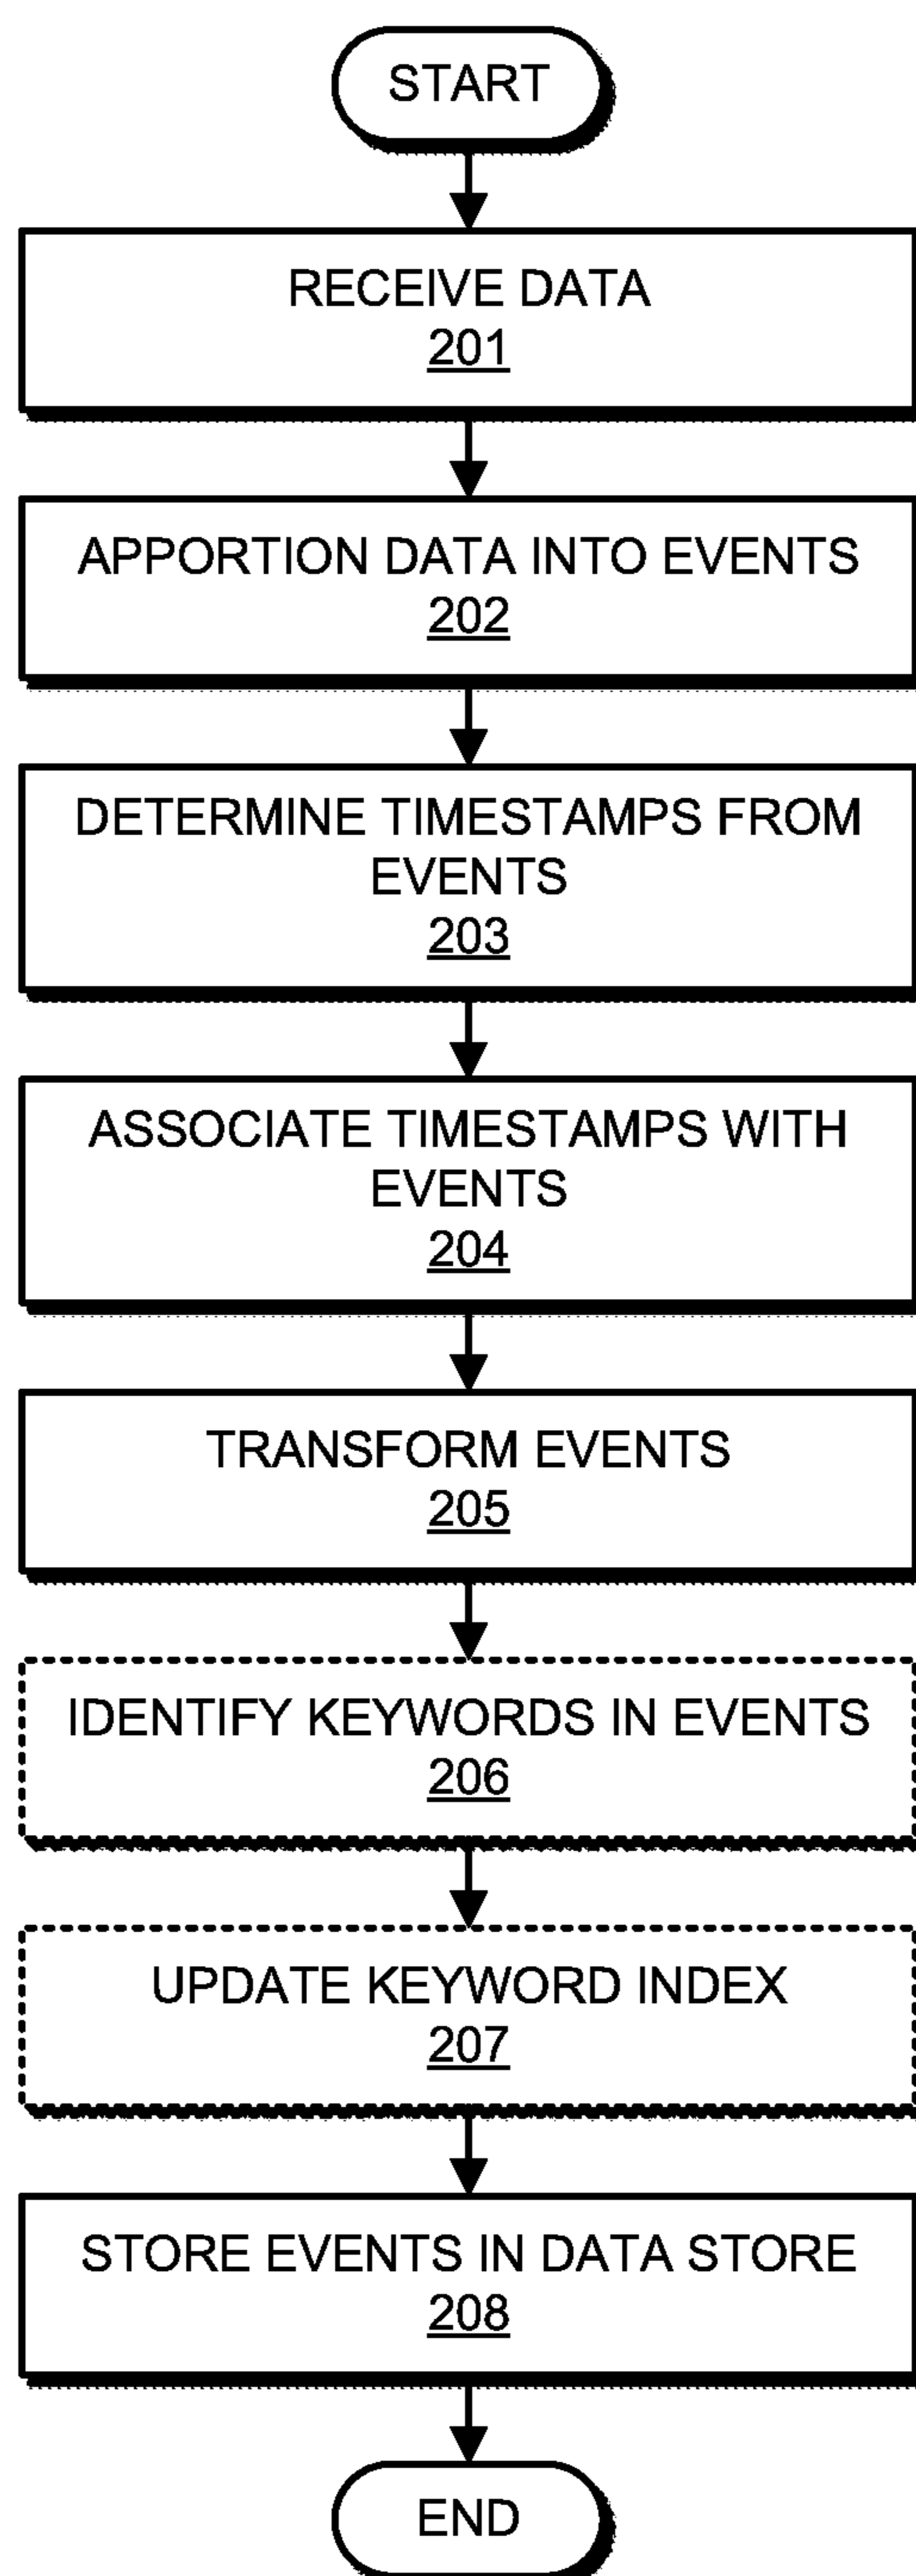 START
RECEIVE DATA
201
APPORTION DATA INTO EVENTS
202
DETERMINE TIMESTAMPS FROM
EVENTS
203
ASSOCIATE TIMESTAMPS WITH
EVENTS
204
TRANSFORM EVENTS
205
IDENTIFY KEYWORDS IN EVENTS
206
UPDATE KEYWORD INDEX
207
STORE EVENTS IN DATA STORE
208
END